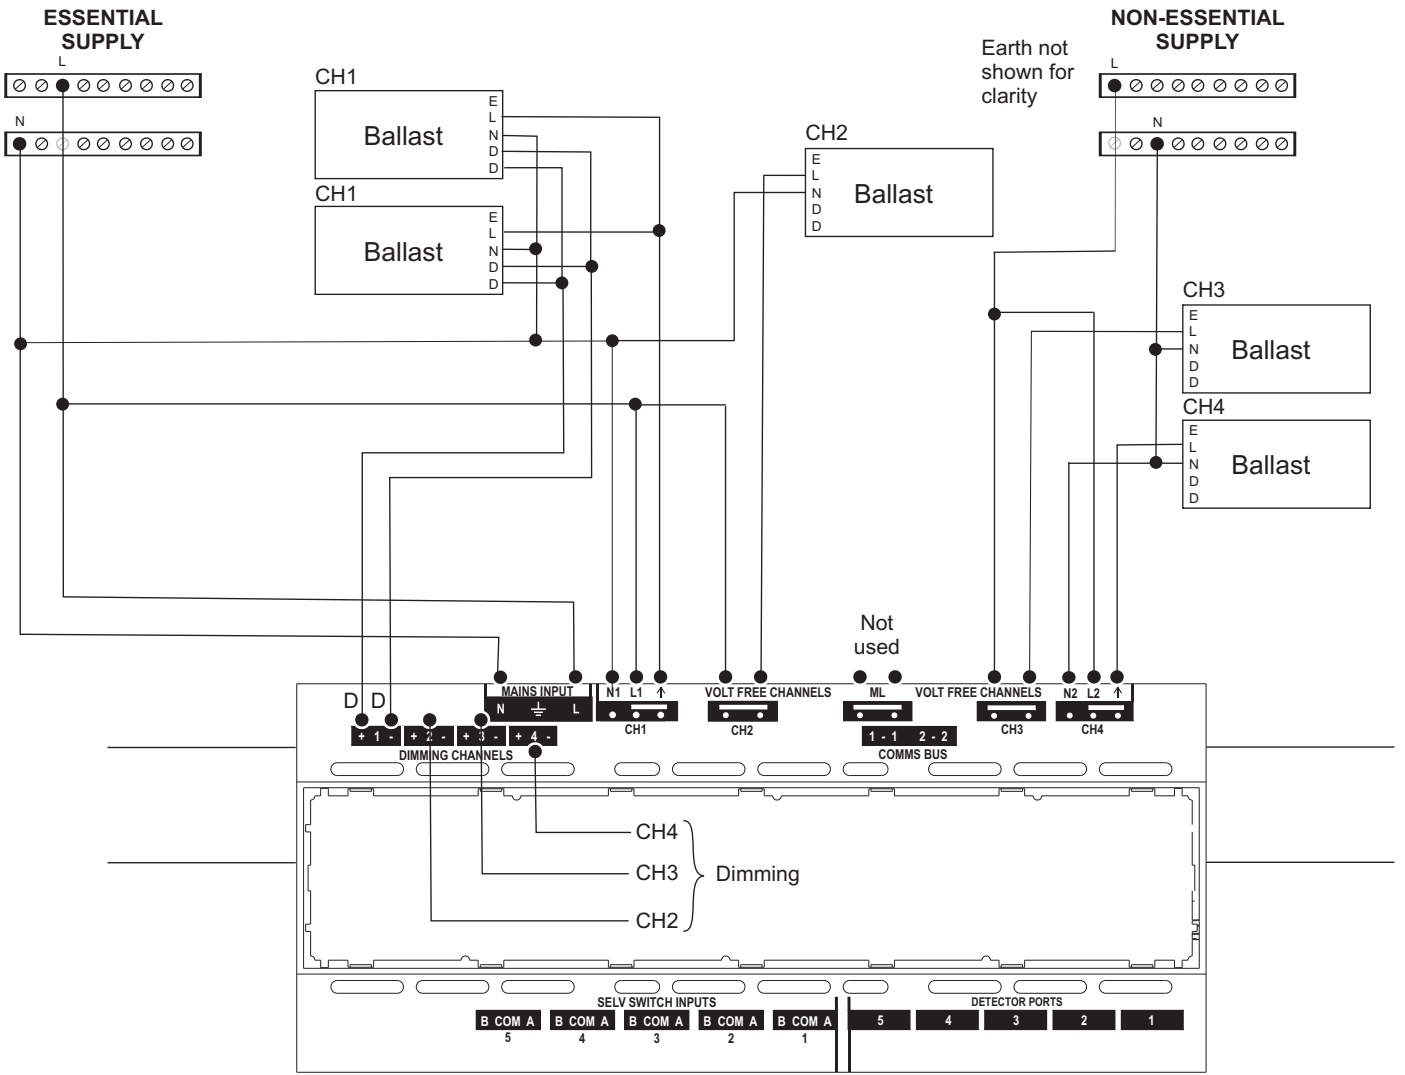 ESSENTIAL
SUPPLY
L
N
NON-ESSENTIAL
SUPPLY
Earth not
shown for
clarity
L
N
CH1
Ballast
E
L
N
D
D
CH1
Ballast
E
L
N
D
D
CH2
E
L
N
D
D
Ballast
CH3
E
L
N
D
D
Ballast
CH4
E
L
N
D
D
Ballast
Not
used
D D
MAINS INPUT
N L
N1 L1
CH1
VOLT FREE CHANNELS
CH2
ML
VOLT FREE CHANNELS
CH3
N2 L2
CH4
+ 1 - + 2 - + 3 - + 4 -
DIMMING CHANNELS
1 - 1 2 - 2
COMMS BUS
CH4
CH3
CH2
Dimming
SELV SWITCH INPUTS
B COM A B COM A B COM A B COM A B COM A
5 4 3 2 1
DETECTOR PORTS
5 4 3 2 1